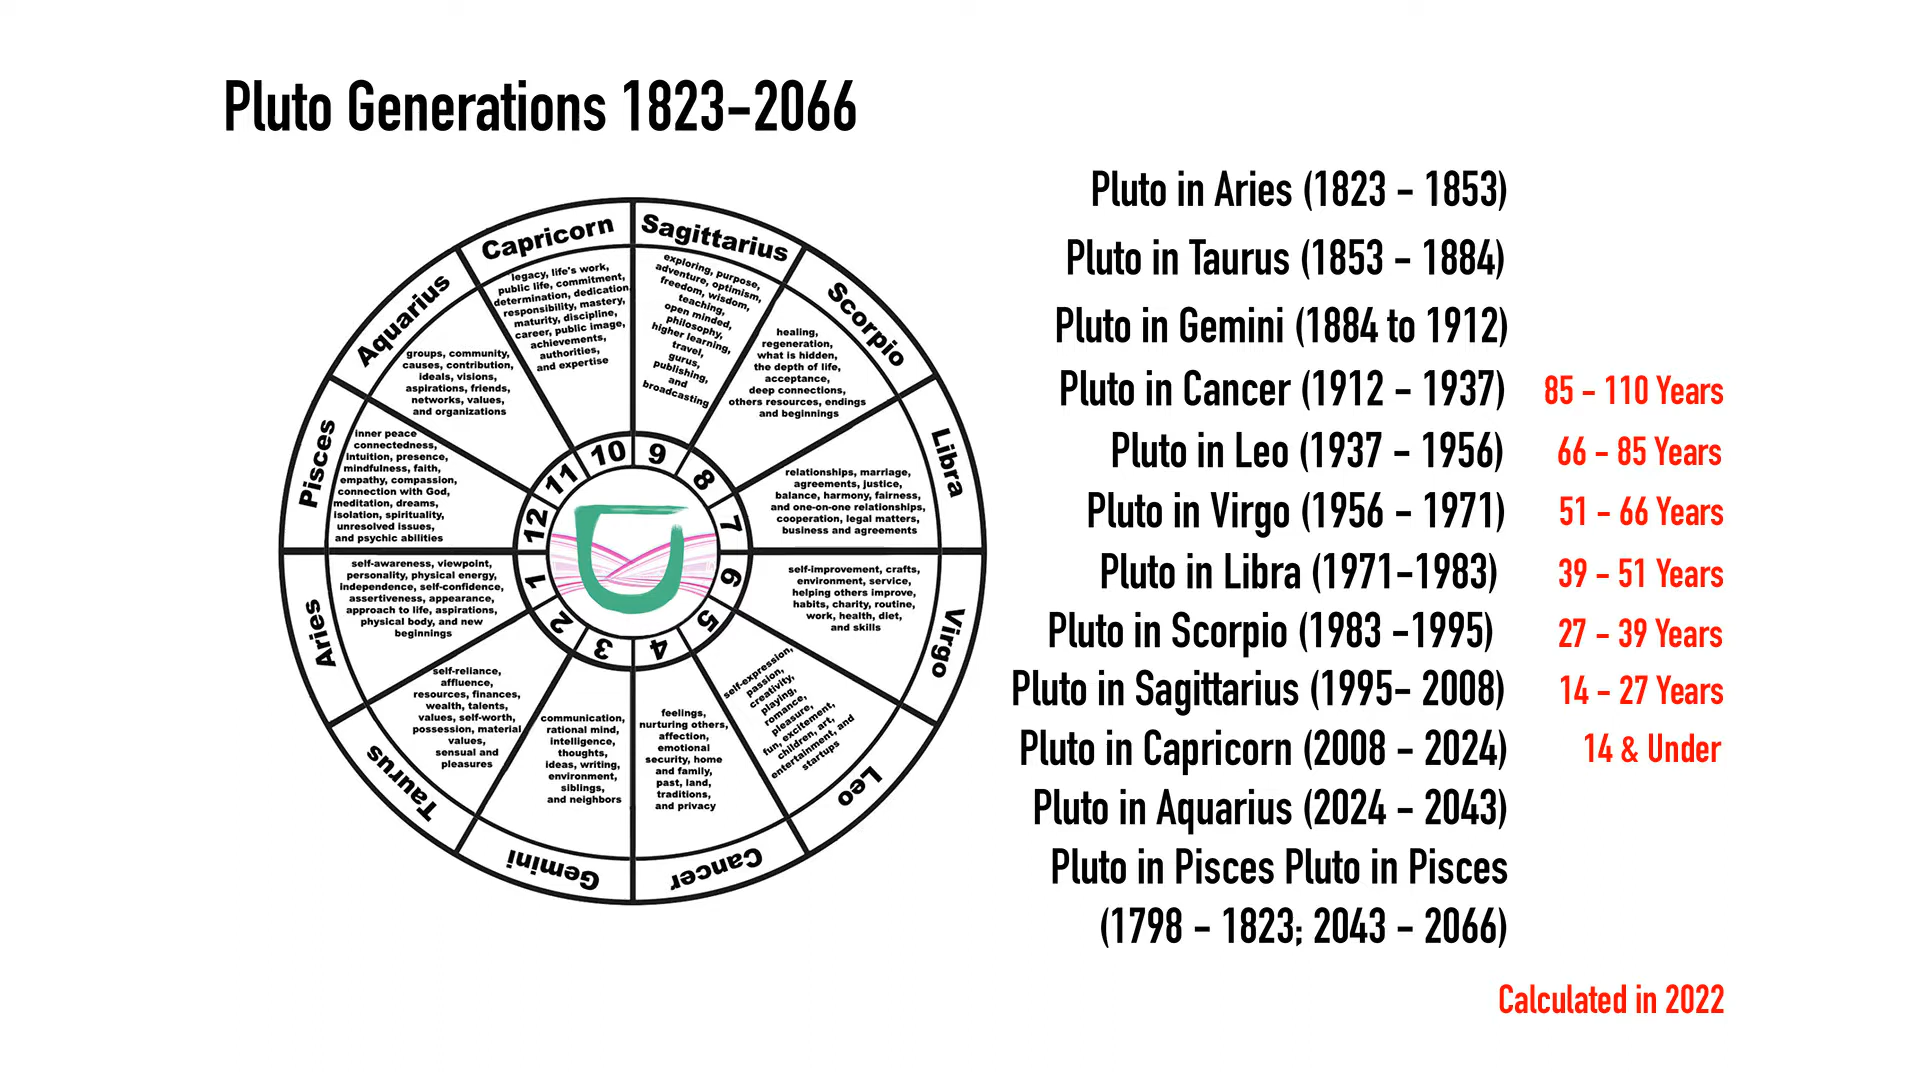 Pluto Generations 1823-2066
Capricorn
legacy, life's work,
public life, commitment,
determination, dedication,
responsibility, mastery,
maturity, discipline,
career, public image,
achievements,
authorities,
and expertise
Sagittarius
exploring, purpose,
adventure, optimism,
freedom, wisdom,
teaching,
open minded,
philosophy,
higher learning,
travel,
gurus,
publishing,
and
broadcasting
Scorpio
healing,
regeneration,
what is hidden,
the depth of life,
acceptance,
deep connections,
others resources, endings
and beginnings
Libra
relationships, marriage,
agreements, justice,
balance, harmony, fairness,
and one-on-one relationships,
cooperation, legal matters,
business and agreements
Virgo
self-improvement, crafts,
environment, service,
helping others improve,
habits, charity, routine,
work, health, diet,
and skills
Leo
self-expression,
passion,
creativity,
playing,
romance,
pleasure,
fun, excitement,
children, art,
entertainment, and
startups
Cancer
feelings,
nurturing others,
affection,
emotional
security, home
and family,
past, land,
traditions,
and privacy
Gemini
communication,
rational mind,
intelligence,
thoughts,
ideas, writing,
environment,
siblings,
and neighbors
Taurus
self-reliance,
affluence,
resources, finances,
wealth, talents,
values, self-worth,
possession, material
values,
sensual and
pleasures
Aries
self-awareness, viewpoint,
personality, physical energy,
independence, self-confidence,
assertiveness, appearance,
approach to life, aspirations,
physical body, and new
beginnings
Pisces
inner peace
connectedness,
intuition, presence,
mindfulness, faith,
empathy, compassion,
connection with God,
meditation, dreams,
isolation, spirituality,
unresolved issues,
and psychic abilities
Aquarius
groups, community,
causes, contribution,
ideals, visions,
aspirations, friends,
networks, values,
and organizations
10
9
8
7
6
5
4
3
2
1
12
11
Pluto in Aries (1823 - 1853)
Pluto in Taurus (1853 - 1884)
Pluto in Gemini (1884 to 1912)
Pluto in Cancer (1912 - 1937) 85 - 110 Years
Pluto in Leo (1937 - 1956) 66 - 85 Years
Pluto in Virgo (1956 - 1971) 51 - 66 Years
Pluto in Libra (1971-1983) 39 - 51 Years
Pluto in Scorpio (1983 -1995) 27 - 39 Years
Pluto in Sagittarius (1995- 2008) 14 - 27 Years
Pluto in Capricorn (2008 - 2024) 14 & Under
Pluto in Aquarius (2024 - 2043)
Pluto in Pisces Pluto in Pisces
(1798 - 1823; 2043 - 2066)
Calculated in 2022